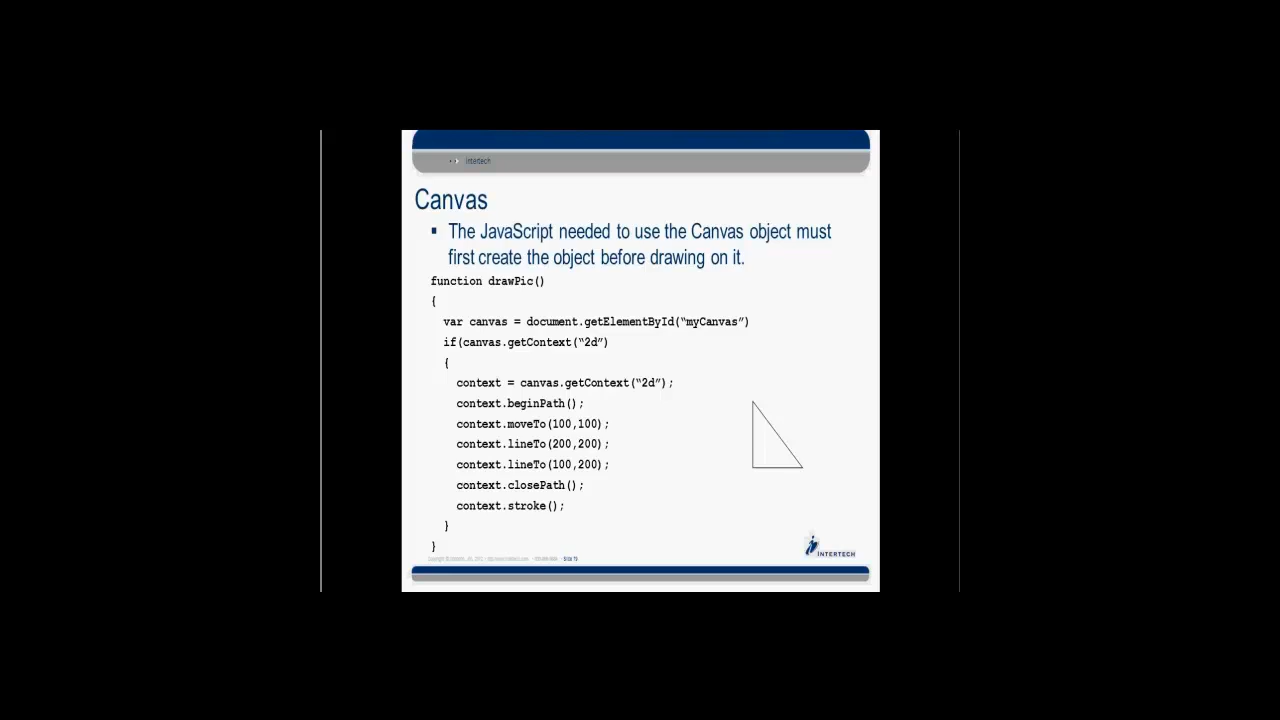 Intertech
Canvas
▪ The JavaScript needed to use the Canvas object must
first create the object before drawing on it.
function drawPic()
{
var canvas = document.getElementById(“myCanvas”)
if(canvas.getContext(“2d”)
{
context = canvas.getContext(“2d”);
context.beginPath();
context.moveTo(100,100);
context.lineTo(200,200);
context.lineTo(100,200);
context.closePath();
context.stroke();
}
}
INTERTECH